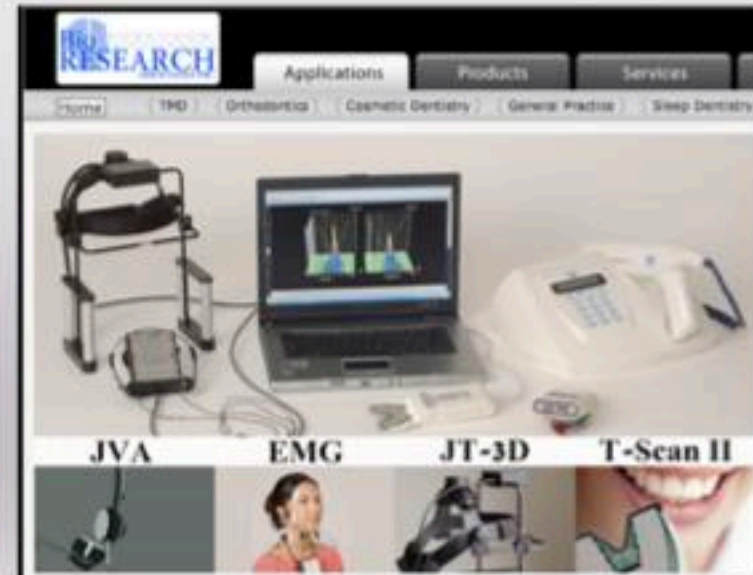 RESEARCH
Applications Products Services
Home TMD Orthodontics Cosmetic Dentistry General Practice Sleep Dentistry
JVA EMG JT-3D T-Scan II